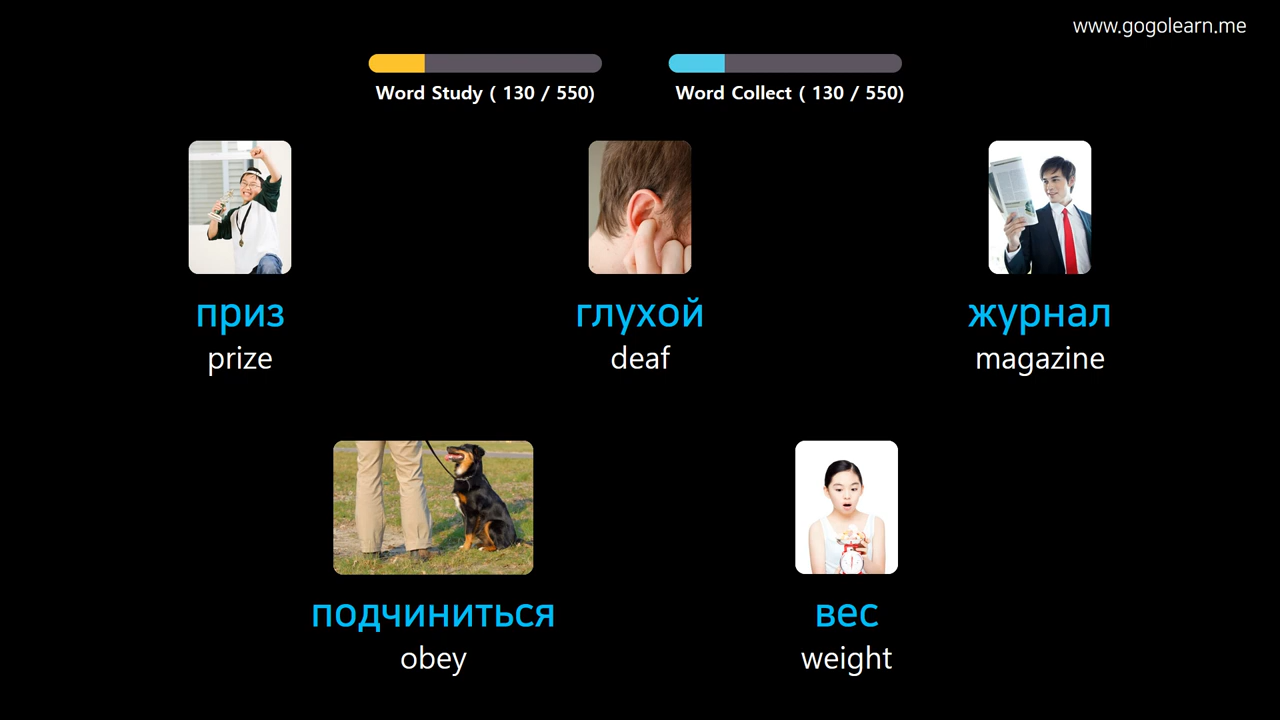 www.gogolearn.me
Word Study ( 130 / 550)
Word Collect ( 130 / 550)
приз
prize
глухой
deaf
журнал
magazine
подчиниться
obey
вес
weight